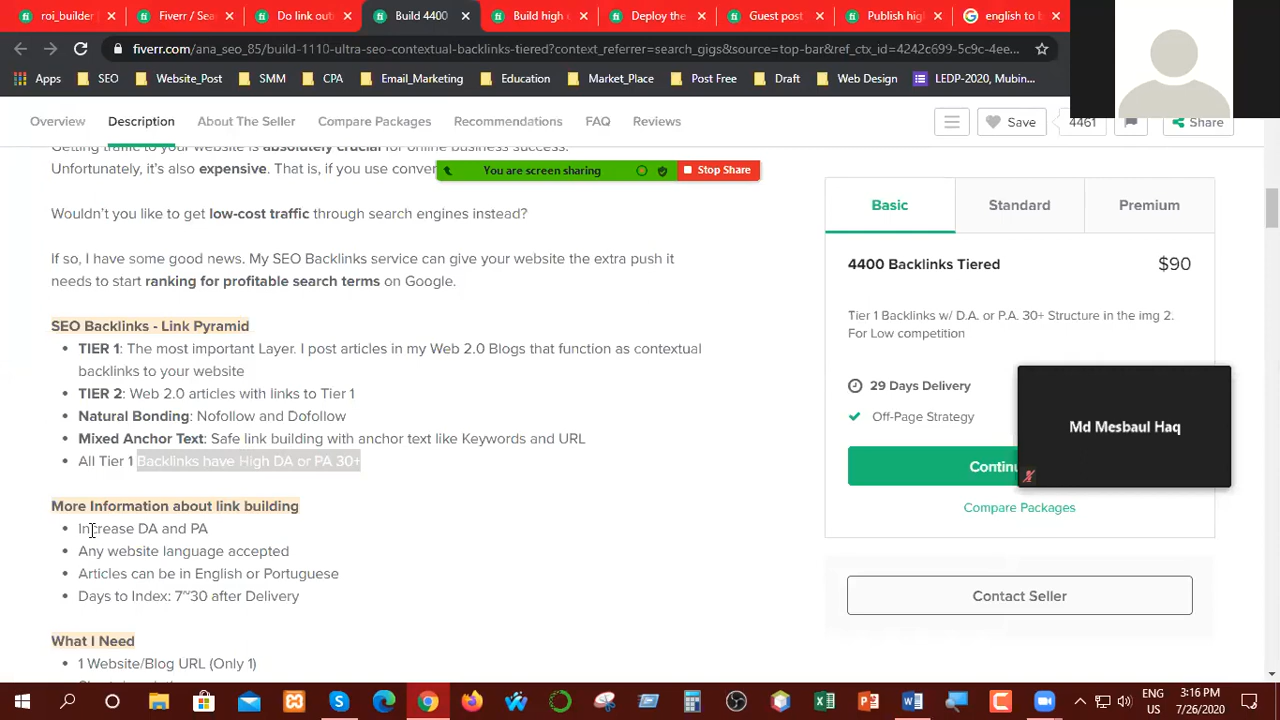 roi_builder
Fiverr / Sea
Do link out
Build 4400
Build high
Deploy the
Guest post
Publish hig
english to b
fiverr.com/ana_seo_85/build-1110-ultra-seo-contextual-backlinks-tiered?context_referrer=search_gigs&source=top-bar&ref_ctx_id=4242c699-5c9c-4ee...
Apps SEO Website_Post SMM CPA Email_Marketing Education Market_Place Post Free Draft Web Design LEDP-2020, Mubin...
Overview Description About The Seller Compare Packages Recommendations FAQ Reviews
Save 4461 Share
Getting traffic to your website is absolutely crucial for online business success.
Unfortunately, it's also expensive. That is, if you use conver
You are screen sharing Stop Share
Wouldn't you like to get low-cost traffic through search engines instead?
If so, I have some good news. My SEO Backlinks service can give your website the extra push it
needs to start ranking for profitable search terms on Google.
SEO Backlinks - Link Pyramid
• TIER 1: The most important Layer. I post articles in my Web 2.0 Blogs that function as contextual
backlinks to your website
• TIER 2: Web 2.0 articles with links to Tier 1
• Natural Bonding: Nofollow and Dofollow
• Mixed Anchor Text: Safe link building with anchor text like Keywords and URL
• All Tier 1 Backlinks have High DA or PA 30+
More Information about link building
• Increase DA and PA
• Any website language accepted
• Articles can be in English or Portuguese
• Days to Index: 7~30 after Delivery
What I Need
• 1 Website/Blog URL (Only 1)
Basic Standard Premium
4400 Backlinks Tiered $90
Tier 1 Backlinks w/ D.A. or P.A. 30+ Structure in the img 2.
For Low competition
29 Days Delivery
Off-Page Strategy
Continu
Md Mesbaul Haq
Compare Packages
Contact Seller
ENG
US
3:16 PM
7/26/2020